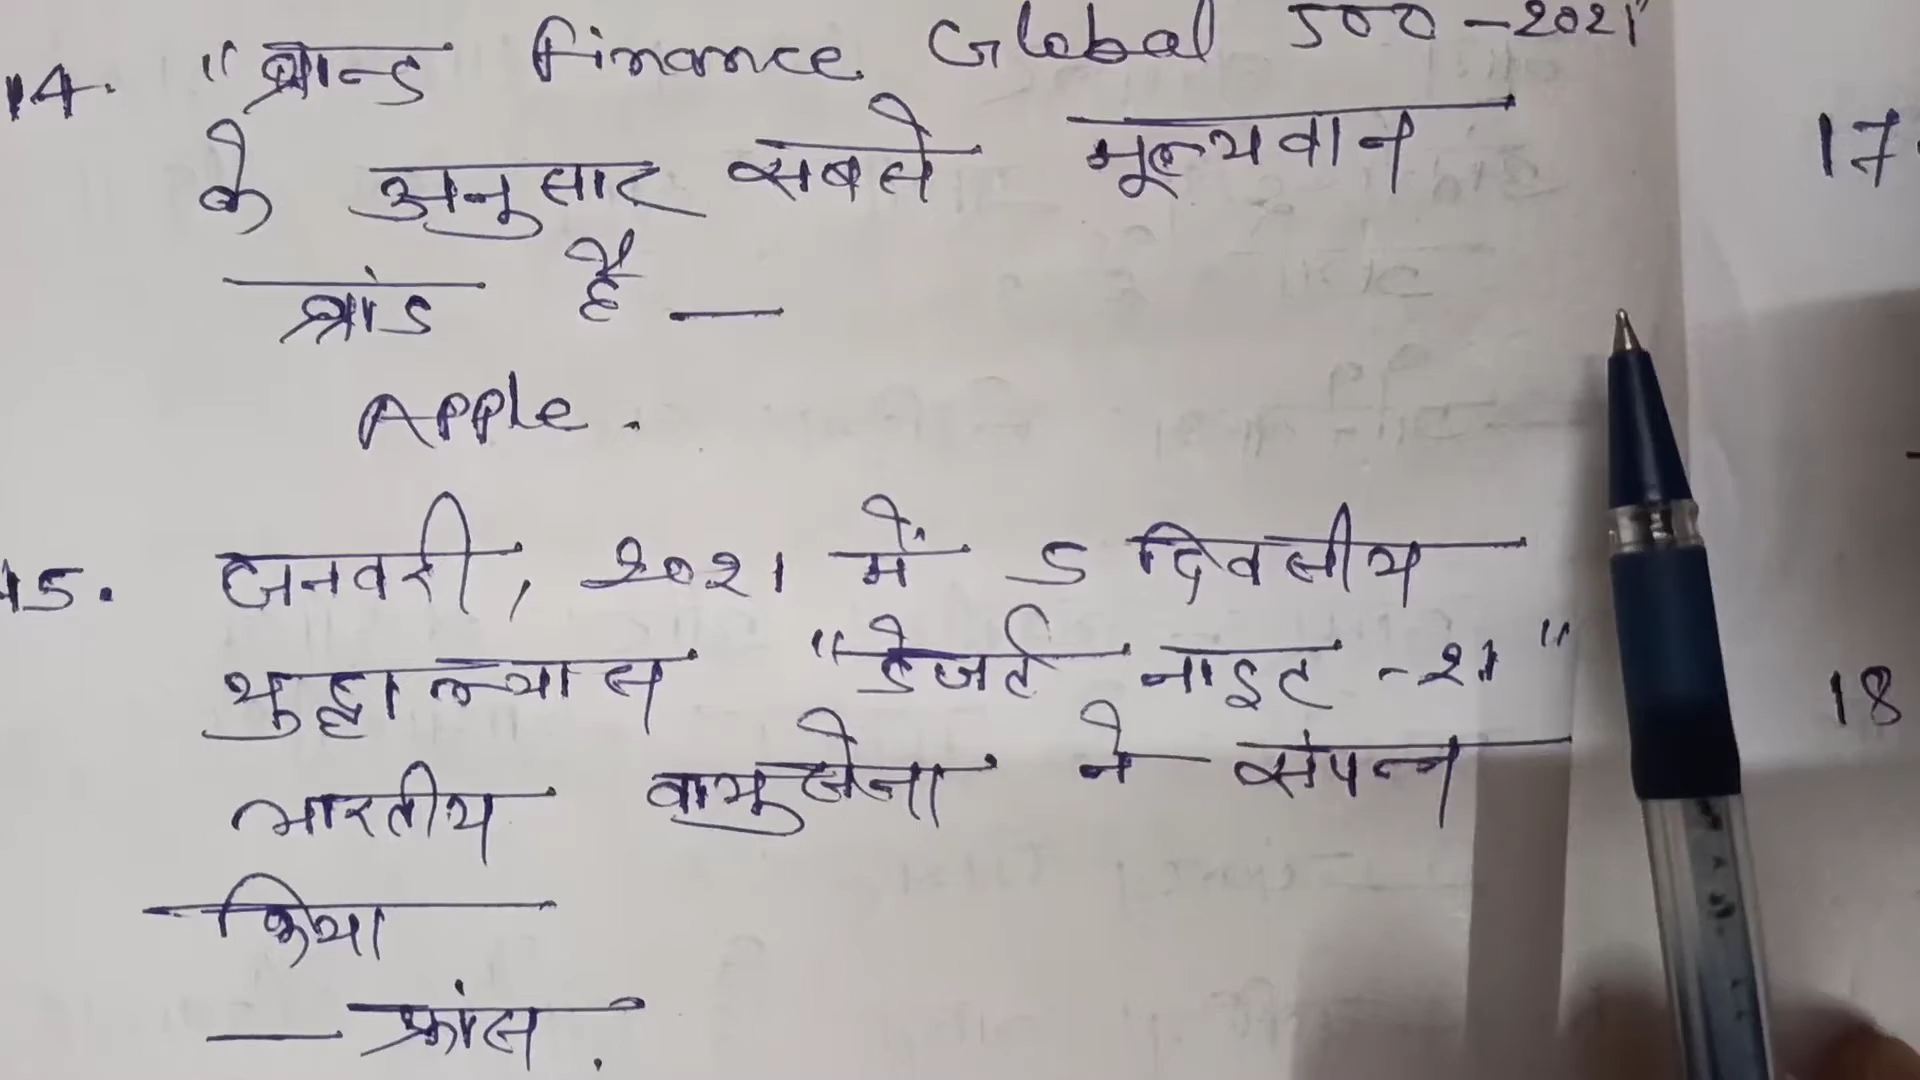 14. "ब्रान्ड Finance Global 500 -2021"
के अनुसार सबसे मूल्यवान
ब्रांड है —
Apple.
15. जनवरी, 2021 में 5 दिवसीय
युद्धाभ्यास "डेजर्ट नाइट -21"
भारतीय वायुसेना ने संपन्न
किया
— फ्रांस.
17.
18